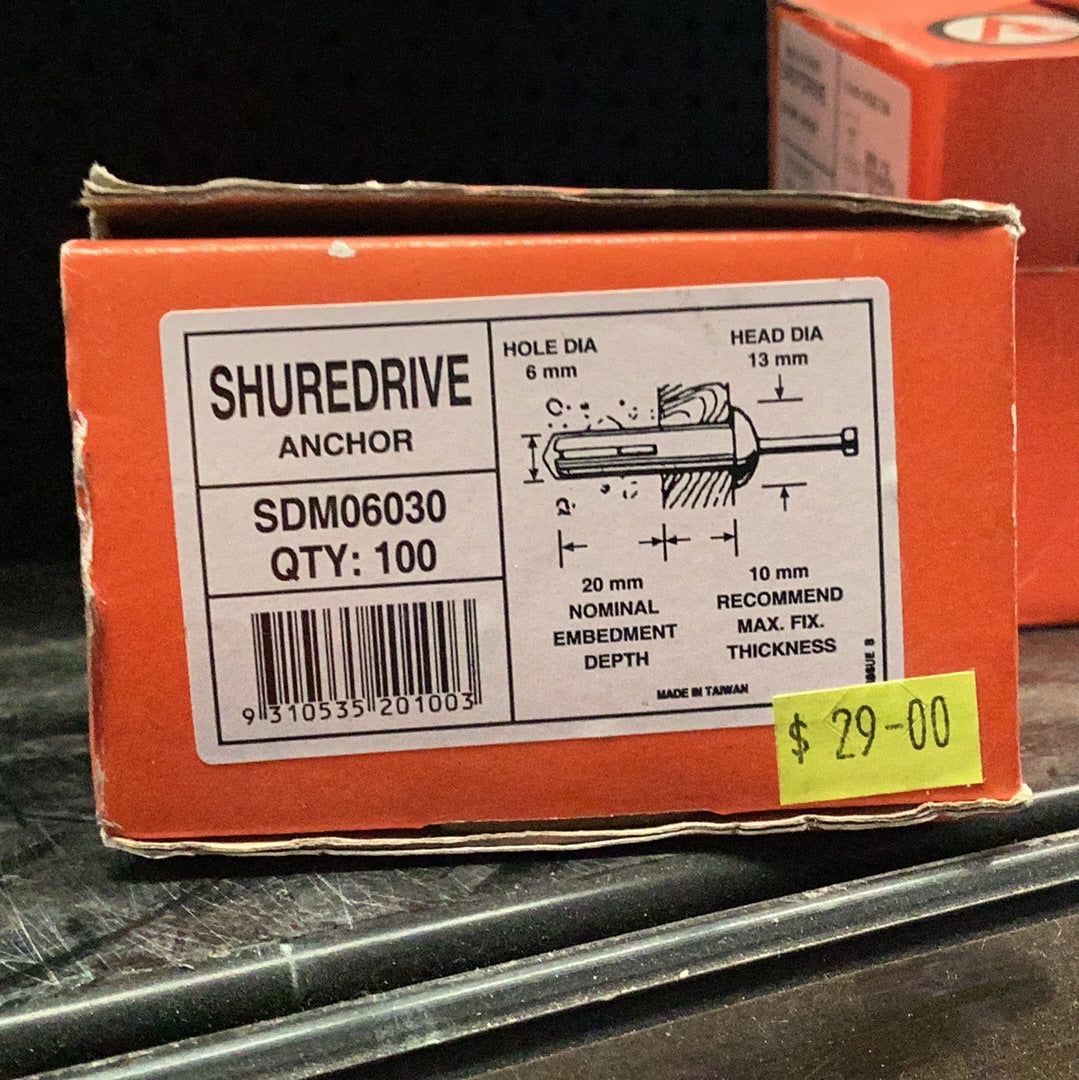 SHUREDRIVE
ANCHOR
SDM06030
QTY: 100
9 310535 201003
HOLE DIA
6 mm
HEAD DIA
13 mm
20 mm
NOMINAL
EMBEDMENT
DEPTH
10 mm
RECOMMEND
MAX. FIX.
THICKNESS
MADE IN TAIWAN
ISSUE B
$ 29-00